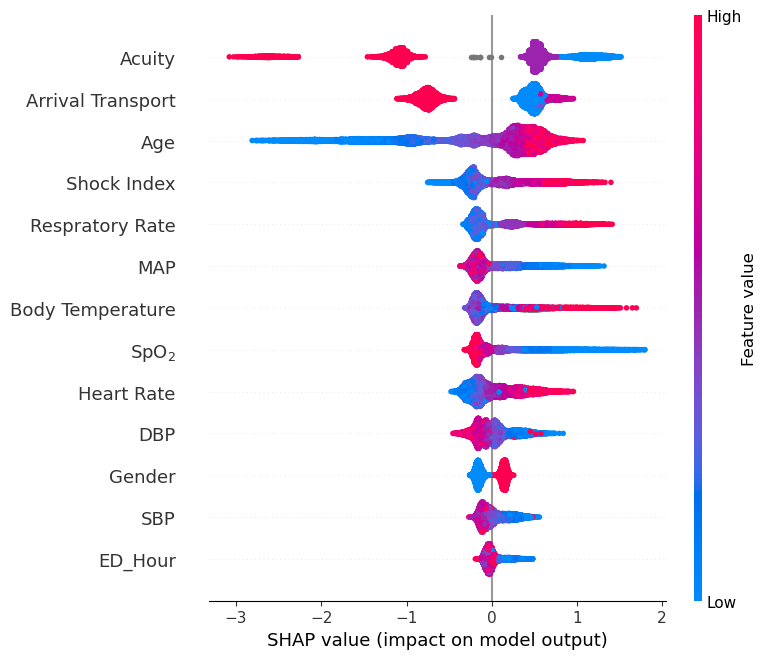 High
Acuity
Arrival Transport
Age
Shock Index
Respratory Rate
MAP
Body Temperature
SpO₂
Heart Rate
DBP
Gender
SBP
ED_Hour
Low
Feature value
−3 −2 −1 0 1 2
SHAP value (impact on model output)